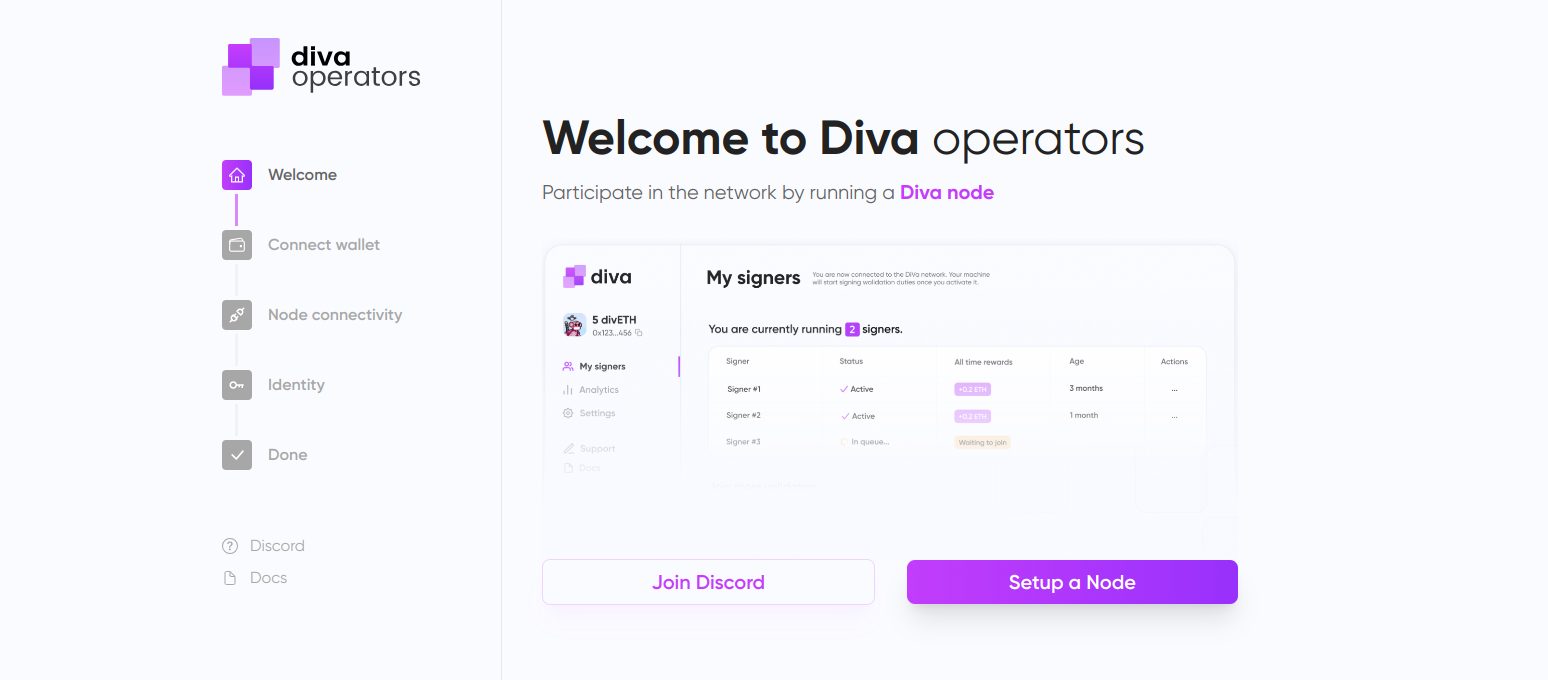 diva
operators
Welcome
Connect wallet
Node connectivity
Identity
Done
Discord
Docs
Welcome to Diva operators
Participate in the network by running a Diva node
diva
5 divETH
0x123...456
My signers
Analytics
Settings
Support
Docs
My signers
You are now connected to the DiVa network. Your machine
will start signing walidation duties once you activate it.
You are currently running 2 signers.
Signer Status All time rewards Age Actions
Signer #1 Active +0.2 ETH 3 months ...
Signer #2 Active +0.2 ETH 1 month ...
Signer #3 In queue... Waiting to join
Join Discord
Setup a Node